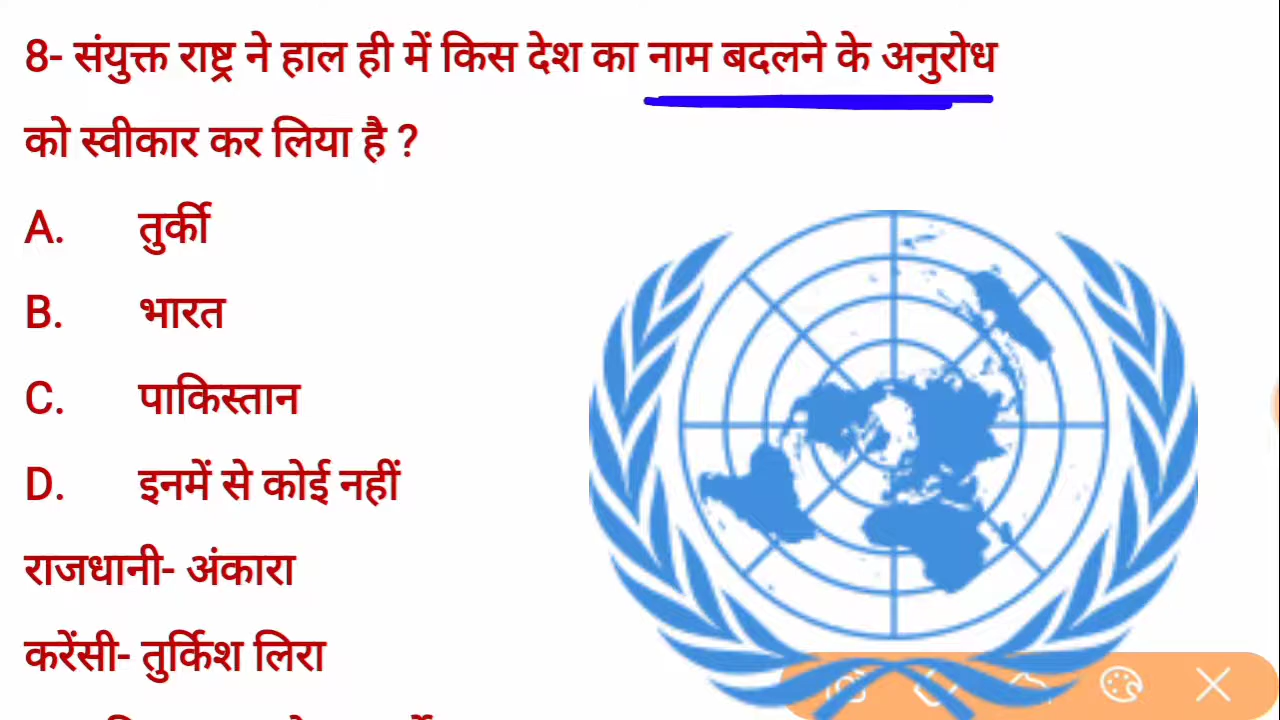 8- संयुक्त राष्ट्र ने हाल ही में किस देश का नाम बदलने के अनुरोध
को स्वीकार कर लिया है ?
A. तुर्की
B. भारत
C. पाकिस्तान
D. इनमें से कोई नहीं
राजधानी- अंकारा
करेंसी- तुर्किश लिरा